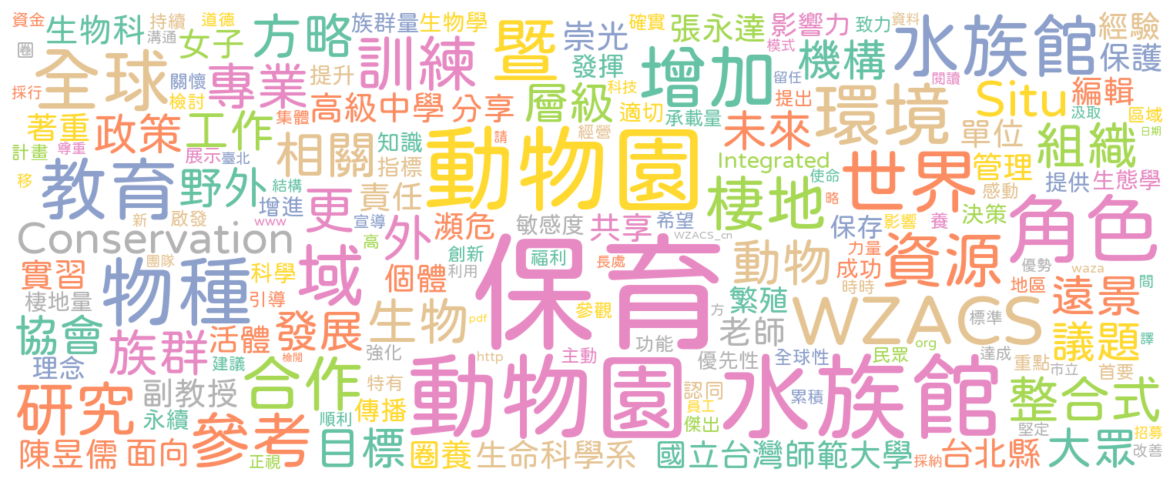 資金 生物科 持續 道德 族群量 生物學 確實 張永達 影響力 致力 資料 水族館 經驗
圈 溝通 女子 方略 暨 崇光 模式 機構 保護
全球 關懷 專業 提升 訓練 發揮 增加 留任 閱讀
採行 檢討 集體 高級中學 分享 層級 科技 適切 提出 承載量 環境 Situ 汲取 編輯 區域
著重 政策 工作 相關 知識 動物園 請 經營 未來 單位 組織 日期
計畫 尊重 展示 臺北 指標 Integrated 使命 世界 管理
移 教育 野外 結構 增進 責任 棲地 略 感動 提供 生態學
新 啟發 www 更 宣導 外 瀕危 敏感度 共享 希望 保存 影響 養 決策 角色
Conservation 域 高 創新 保育 WZACS_cn 力量 資源
實習 團隊 物種 科學 個體 利用 福利 長處 動物 成功 時時 優勢 地區 waza 遠景 間
棲地量 引導 生物 pdf 參觀 繁殖 方 WZACS 標準
協會 族群 活體 發展 動物園 老師 org 議題 譯
理念 建議 檢閱 強化 http 主動 功能 優先性 全球性 民眾 達成 重點 市立 首要
研究 副教授 合作 特有 認同 水族館 累積 整合式
永續 參考 順利 傳播 員工 傑出 堅定 招募
陳昱儒 面向 正視 目標 圈養 生命科學系 國立台灣師範大學 採納 台北縣 大眾 改善